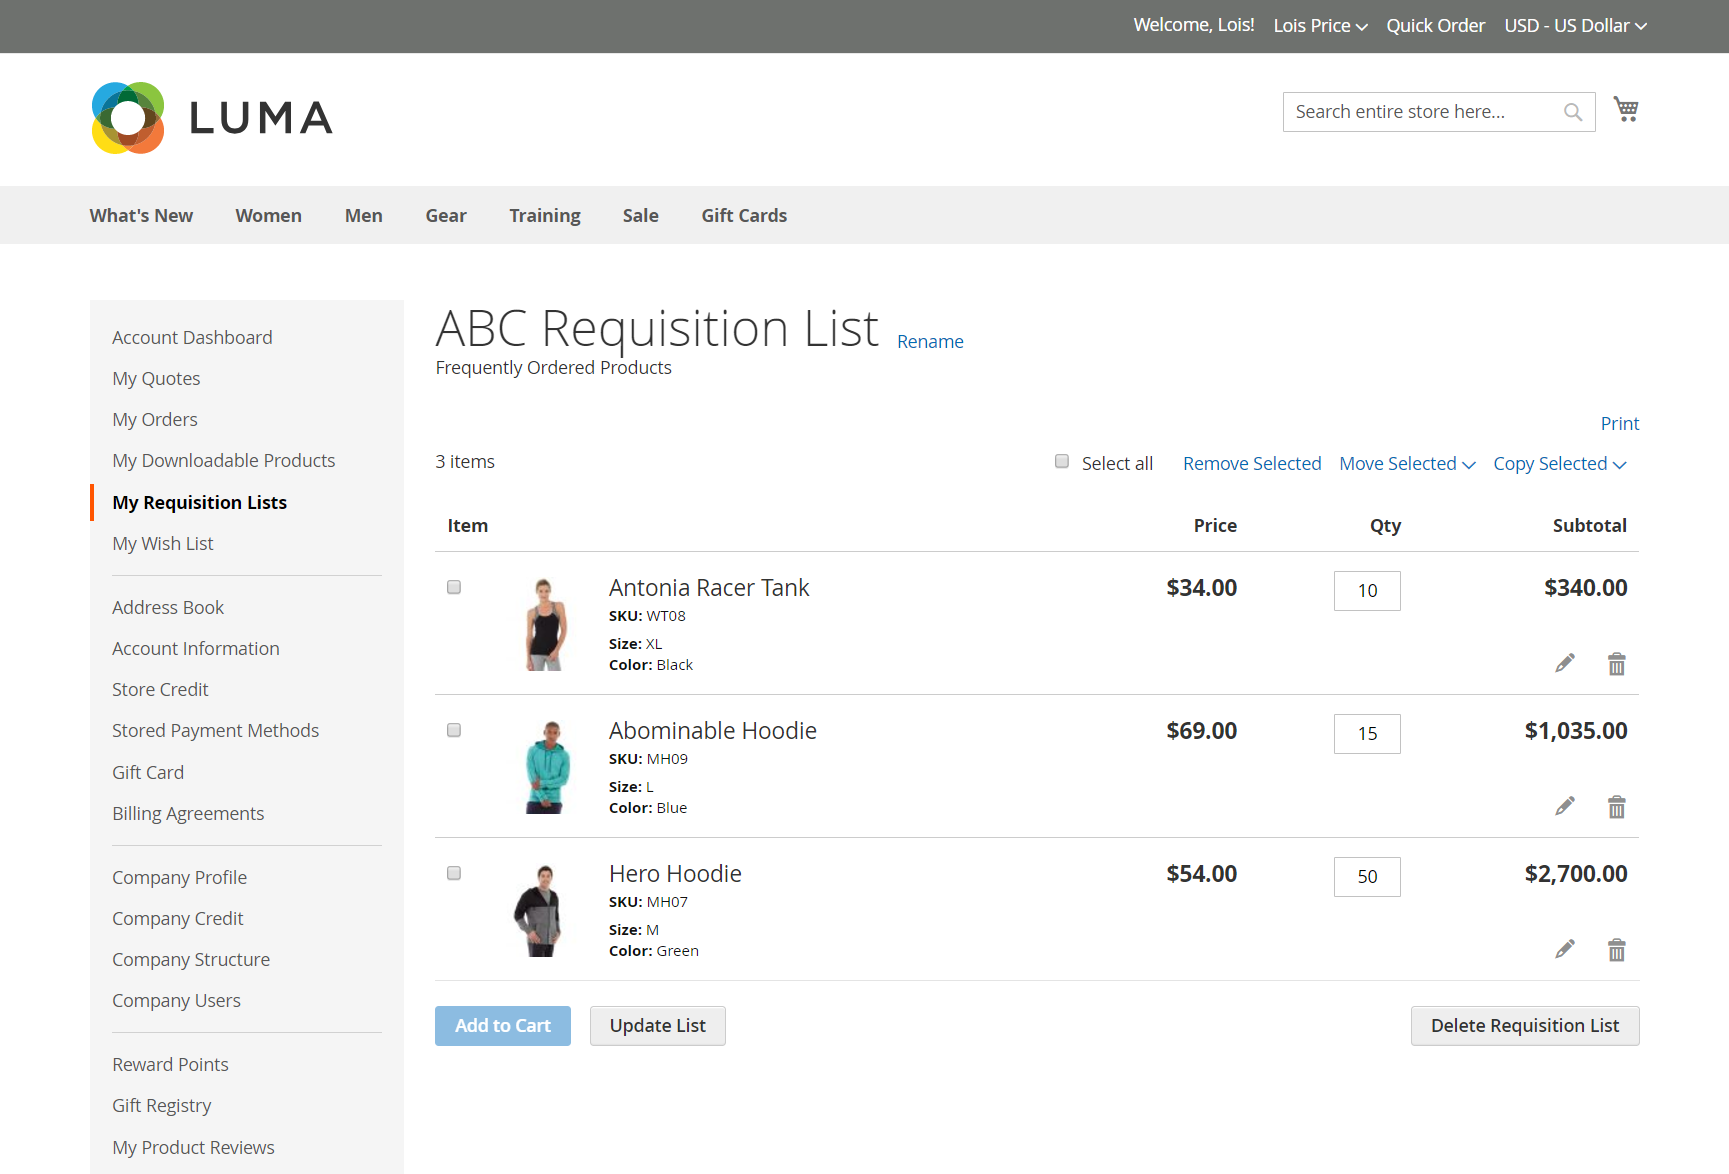 Welcome, Lois! Lois Price Quick Order USD - US Dollar
LUMA
Search entire store here...
What's New Women Men Gear Training Sale Gift Cards
Account Dashboard
My Quotes
My Orders
My Downloadable Products
My Requisition Lists
My Wish List
Address Book
Account Information
Store Credit
Stored Payment Methods
Gift Card
Billing Agreements
Company Profile
Company Credit
Company Structure
Company Users
Reward Points
Gift Registry
My Product Reviews
ABC Requisition List Rename
Frequently Ordered Products
Print
3 items Select all Remove Selected Move Selected Copy Selected
Item Price Qty Subtotal
Antonia Racer Tank $34.00 10 $340.00
SKU: WT08
Size: XL
Color: Black
Abominable Hoodie $69.00 15 $1,035.00
SKU: MH09
Size: L
Color: Blue
Hero Hoodie $54.00 50 $2,700.00
SKU: MH07
Size: M
Color: Green
Add to Cart Update List Delete Requisition List